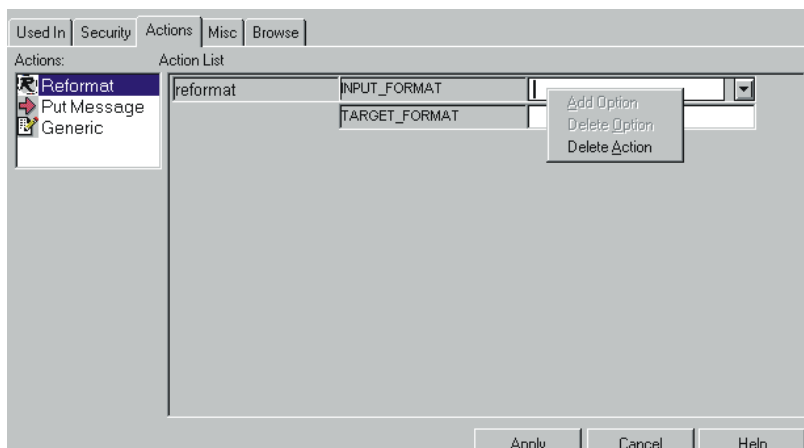 Used In Security Actions Misc Browse
Actions: Action List
Reformat
Put Message
Generic
reformat INPUT_FORMAT
TARGET_FORMAT
Add Option
Delete Option
Delete Action
Apply Cancel Help